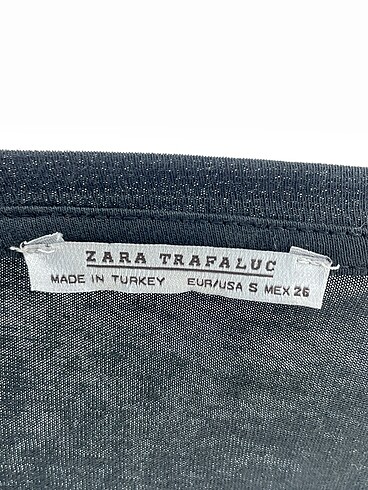 ZARA TRAFALUC
MADE IN TURKEY EUR/USA S MEX 26